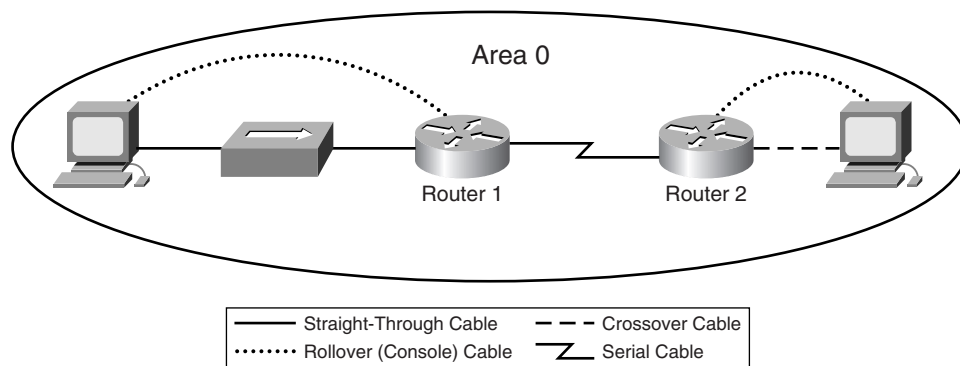 Area 0
Router 1
Router 2
Straight-Through Cable
Crossover Cable
Rollover (Console) Cable
Serial Cable